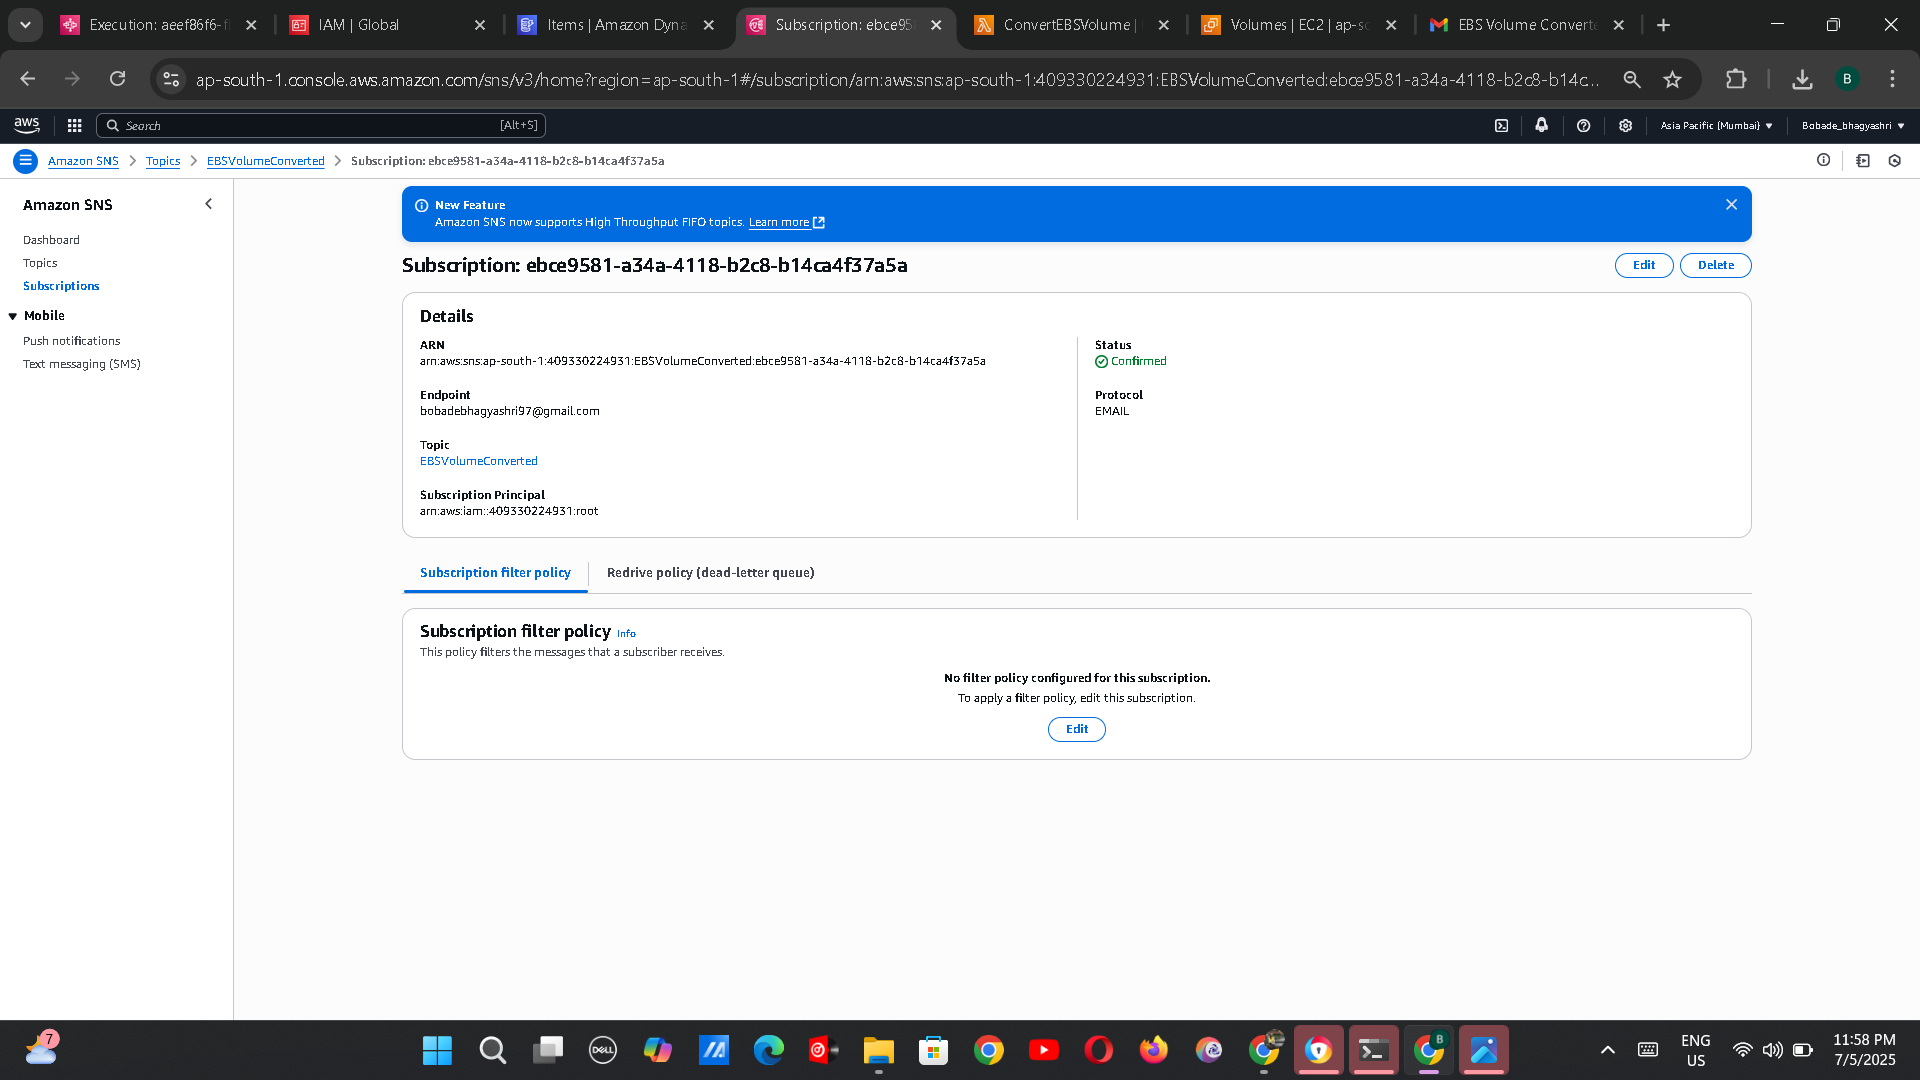 Execution: aeef86f6-f
IAM | Global
Items | Amazon Dyna
Subscription: ebce95
ConvertEBSVolume |
Volumes | EC2 | ap-so
EBS Volume Converte
ap-south-1.console.aws.amazon.com/sns/v3/home?region=ap-south-1#/subscription/arn:aws:sns:ap-south-1:409330224931:EBSVolumeConverted:ebce9581-a34a-4118-b2c8-b14c...
B
aws
Search
[Alt+S]
Asia Pacific (Mumbai)
Bobade_bhagyashri
Amazon SNS
Topics
EBSVolumeConverted
Subscription: ebce9581-a34a-4118-b2c8-b14ca4f37a5a
Amazon SNS
Dashboard
Topics
Subscriptions
Mobile
Push notifications
Text messaging (SMS)
New Feature
Amazon SNS now supports High Throughput FIFO topics. Learn more
Subscription: ebce9581-a34a-4118-b2c8-b14ca4f37a5a
Edit
Delete
Details
ARN
arn:aws:sns:ap-south-1:409330224931:EBSVolumeConverted:ebce9581-a34a-4118-b2c8-b14ca4f37a5a
Endpoint
bobadebhagyashri97@gmail.com
Topic
EBSVolumeConverted
Subscription Principal
arn:aws:iam::409330224931:root
Status
Confirmed
Protocol
EMAIL
Subscription filter policy
Redrive policy (dead-letter queue)
Subscription filter policy Info
This policy filters the messages that a subscriber receives.
No filter policy configured for this subscription.
To apply a filter policy, edit this subscription.
Edit
7
DELL
B
ENG
US
11:58 PM
7/5/2025